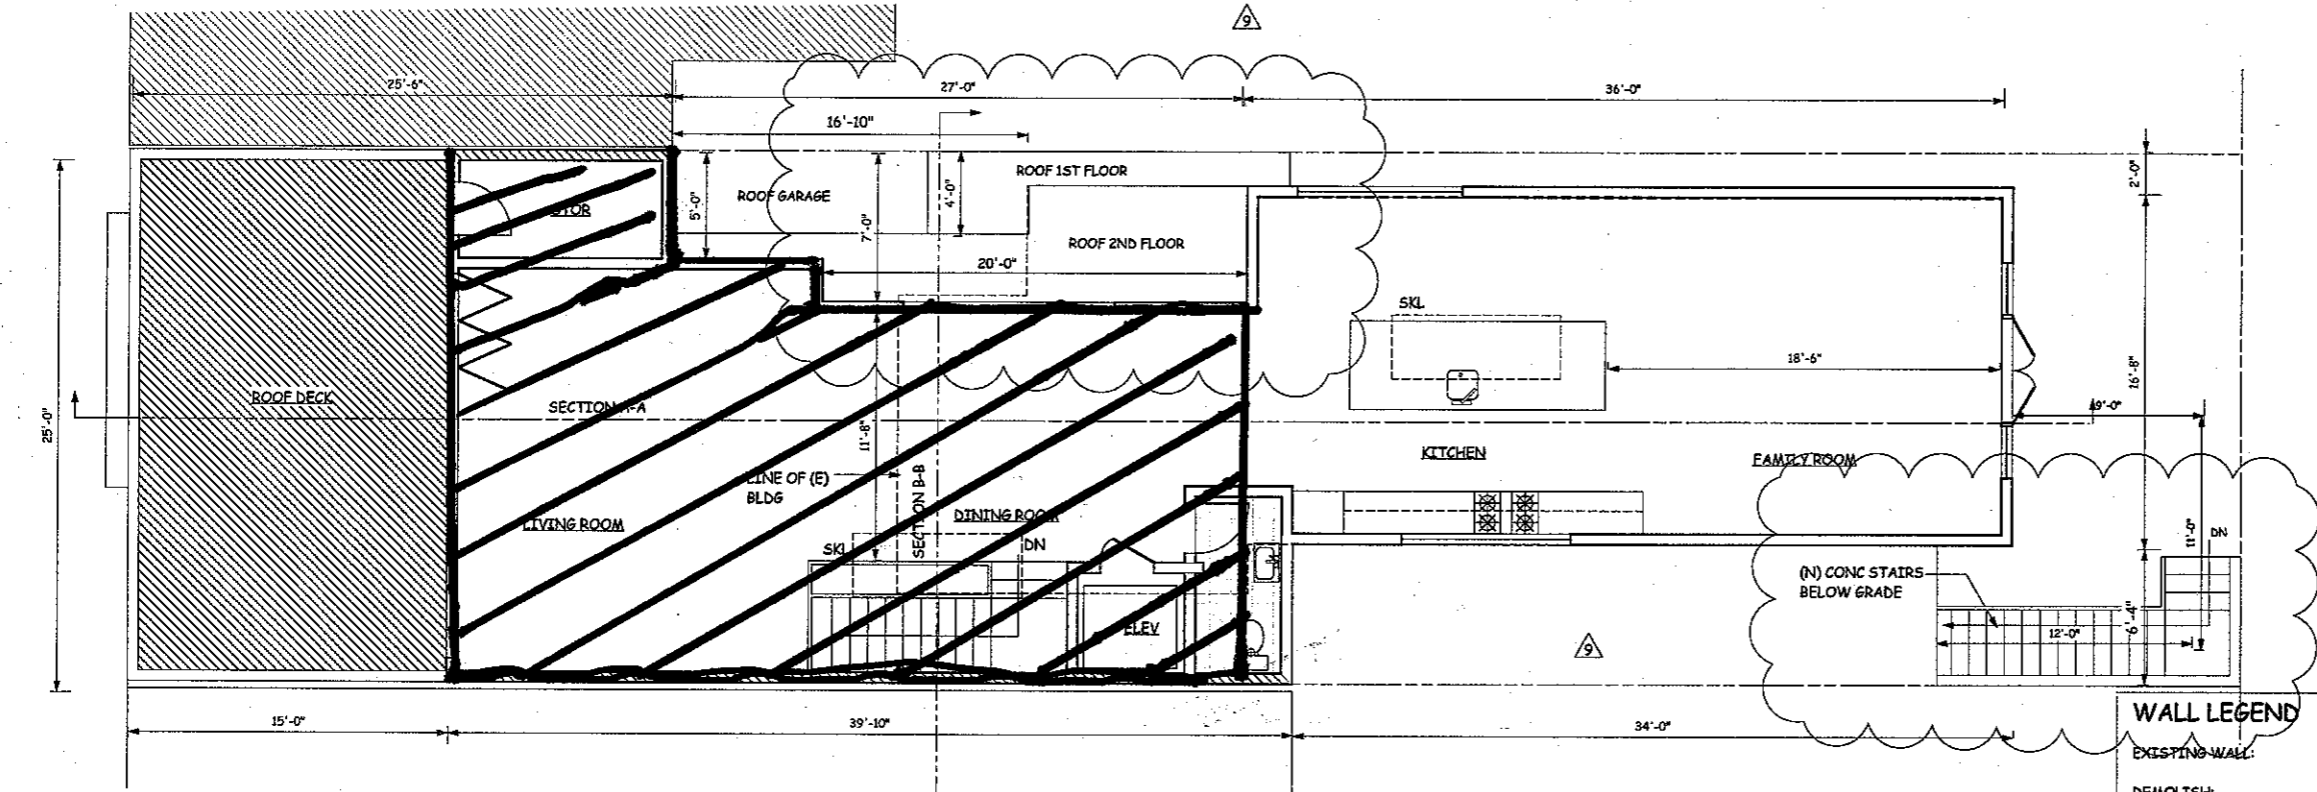 9
25'-6"
27'-0"
36'-0"
16'-10"
ROOF 1ST FLOOR
2'-0"
5'-0"
ROOF GARAGE
4'-0"
7'-0"
ROOF 2ND FLOOR
20'-0"
SKL
18'-6"
16'-8"
ROOF DECK
25'-0"
SECTION A-A
9'-0"
11'-8"
KITCHEN
FAMILY ROOM
LINE OF (E)
BLDG
SECTION B-B
DINING ROOM
LIVING ROOM
SKL
DN
11'-0"
DN
(N) CONC STAIRS
BELOW GRADE
ELEV
12'-0"
6'-4"
9
15'-0"
39'-10"
34'-0"
WALL LEGEND
EXISTING WALL:
DEMOLISH: